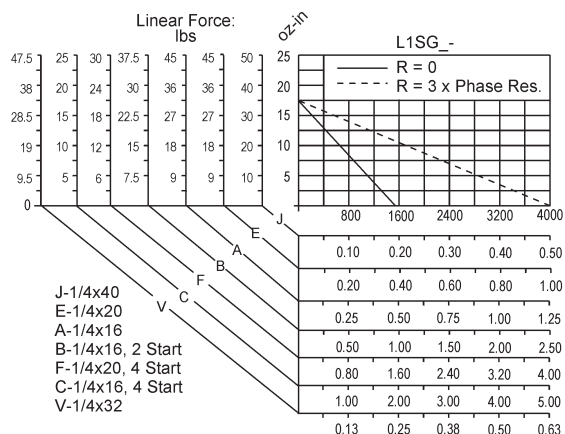 Linear Force:
lbs
oz-in
L1SG_-
R = 0
R = 3 x Phase Res.
47.5 25 30 37.5 45 45 50 25
38 20 24 30 36 36 40 20
28.5 15 18 22.5 27 27 30 15
19 10 12 15 18 18 20 10
9.5 5 6 7.5 9 9 10 5
0
800 1600 2400 3200 4000
J
0.10 0.20 0.30 0.40 0.50
E
0.20 0.40 0.60 0.80 1.00
A
0.25 0.50 0.75 1.00 1.25
B
0.50 1.00 1.50 2.00 2.50
F
0.80 1.60 2.40 3.20 4.00
C
1.00 2.00 3.00 4.00 5.00
V
0.13 0.25 0.38 0.50 0.63
J-1/4x40
E-1/4x20
A-1/4x16
B-1/4x16, 2 Start
F-1/4x20, 4 Start
C-1/4x16, 4 Start
V-1/4x32